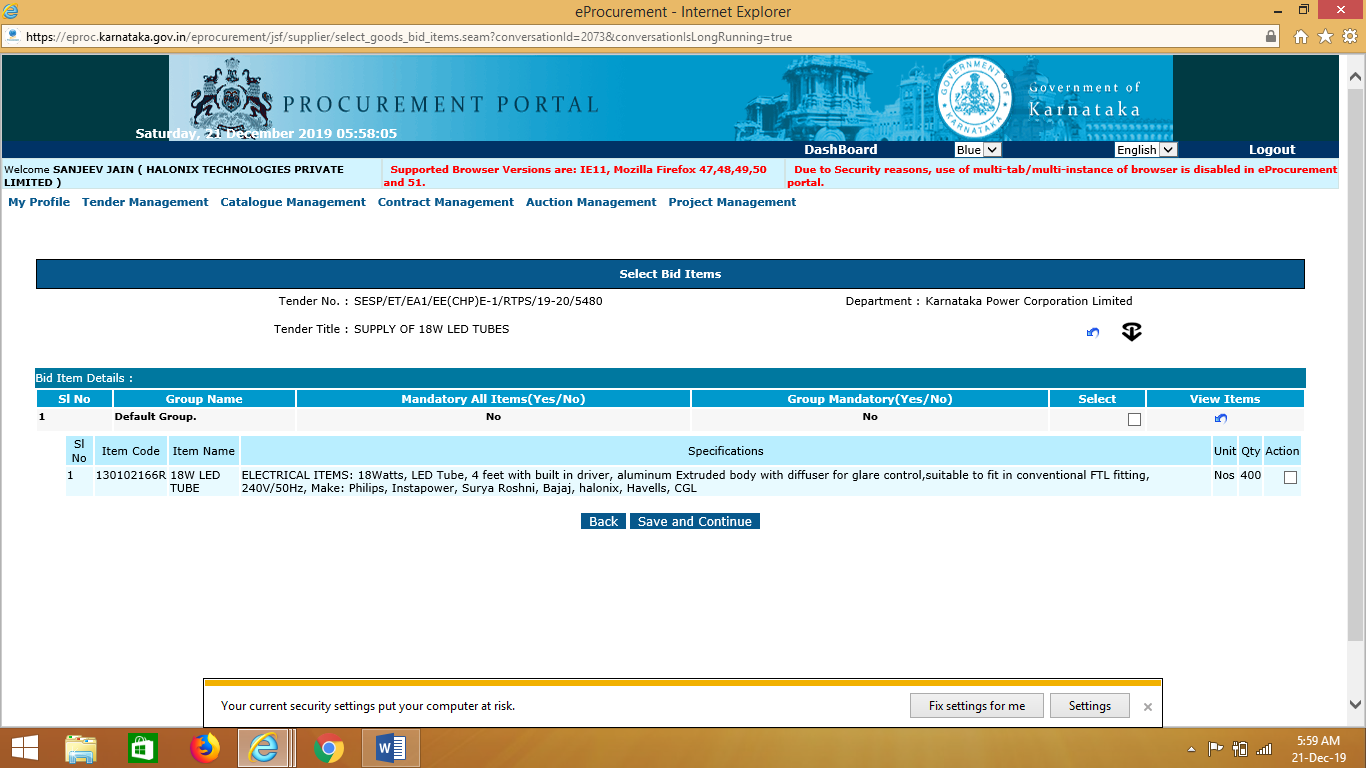 eProcurement - Internet Explorer
https://eproc.karnataka.gov.in/eprocurement/jsf/supplier/select_goods_bid_items.seam?conversationId=2073&conversationIsLongRunning=true
PROCUREMENT PORTAL
GOVERNMENT OF KARNATAKA
Government of
Karnataka
Saturday, 21 December 2019 05:58:05
DashBoard Blue English Logout
Welcome SANJEEV JAIN ( HALONIX TECHNOLOGIES PRIVATE
LIMITED )
Supported Browser Versions are: IE11, Mozilla Firefox 47,48,49,50
and 51.
Due to Security reasons, use of multi-tab/multi-instance of browser is disabled in eProcurement
portal.
My Profile Tender Management Catalogue Management Contract Management Auction Management Project Management
Select Bid Items
Tender No. : SESP/ET/EA1/EE(CHP)E-1/RTPS/19-20/5480 Department : Karnataka Power Corporation Limited
Tender Title : SUPPLY OF 18W LED TUBES
Bid Item Details :
Sl No Group Name Mandatory All Items(Yes/No) Group Mandatory(Yes/No) Select View Items
1 Default Group. No No
Sl
No Item Code Item Name Specifications Unit Qty Action
1 130102166R 18W LED
TUBE
ELECTRICAL ITEMS: 18Watts, LED Tube, 4 feet with built in driver, aluminum Extruded body with diffuser for glare control,suitable to fit in conventional FTL fitting,
240V/50Hz, Make: Philips, Instapower, Surya Roshni, Bajaj, halonix, Havells, CGL
Nos 400
Back Save and Continue
Your current security settings put your computer at risk. Fix settings for me Settings
5:59 AM
21-Dec-19